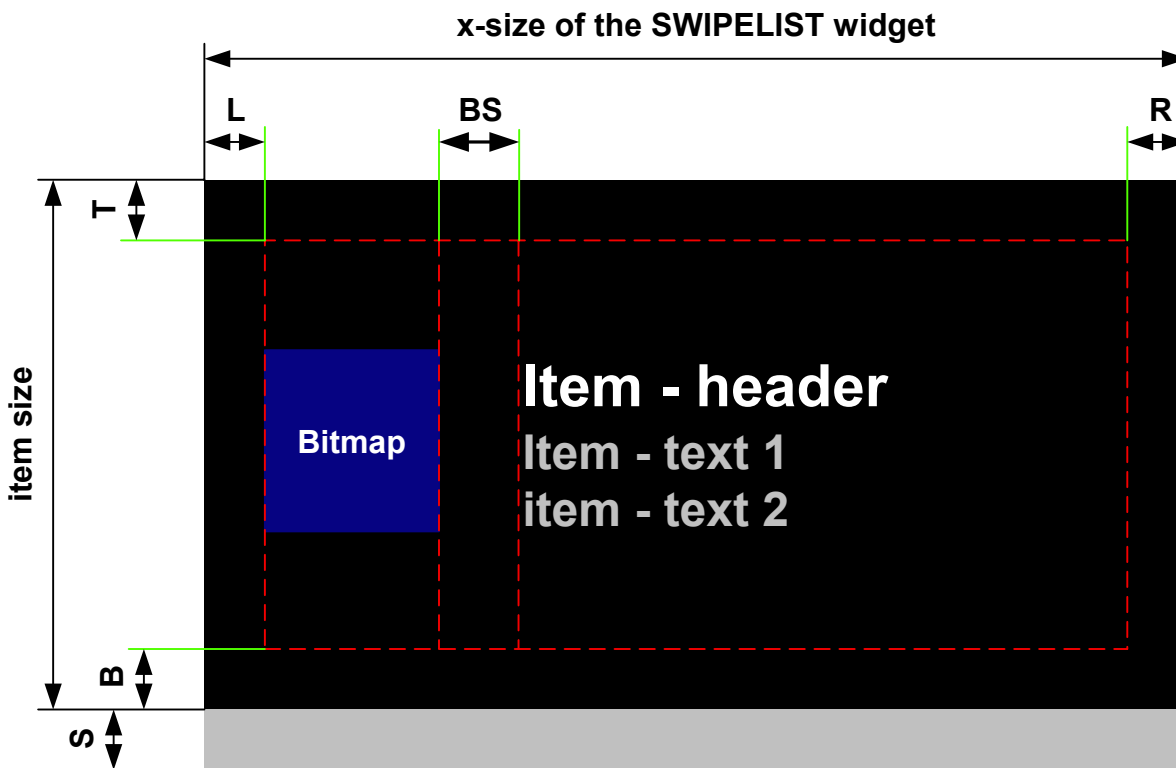 x-size of the SWIPELIST widget
L
BS
R
T
item size
Bitmap
Item - header
Item - text 1
item - text 2
B
S